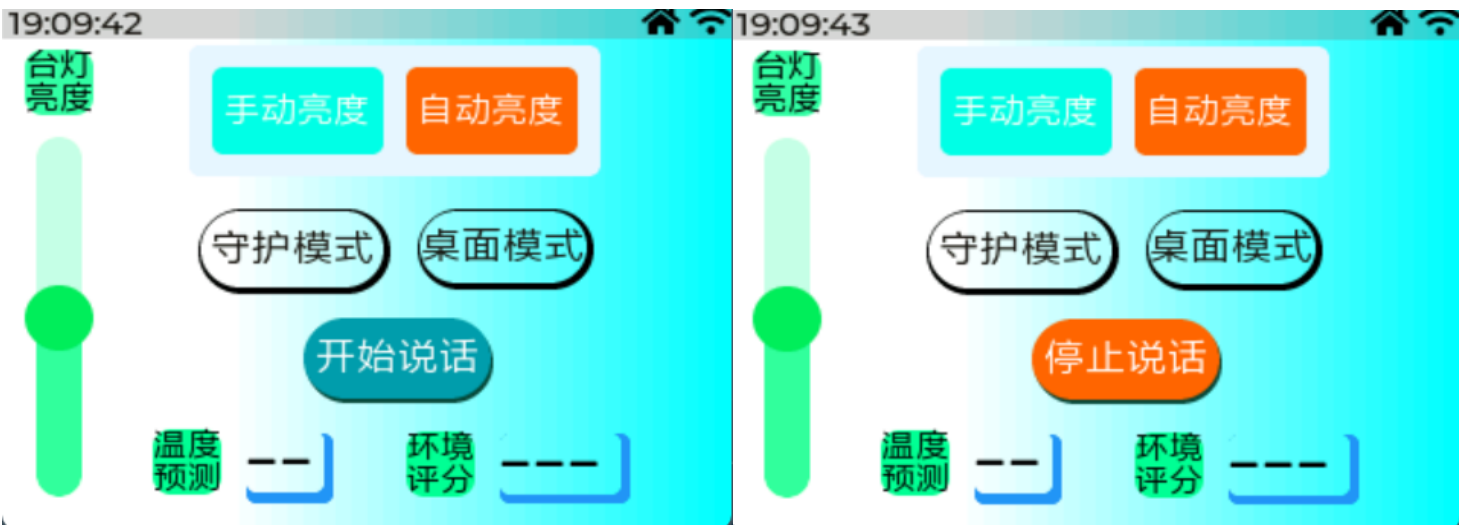 19:09:42
台灯
亮度
手动亮度
自动亮度
守护模式
桌面模式
开始说话
温度
预测
--
环境
评分
---
19:09:43
台灯
亮度
手动亮度
自动亮度
守护模式
桌面模式
停止说话
温度
预测
--
环境
评分
---